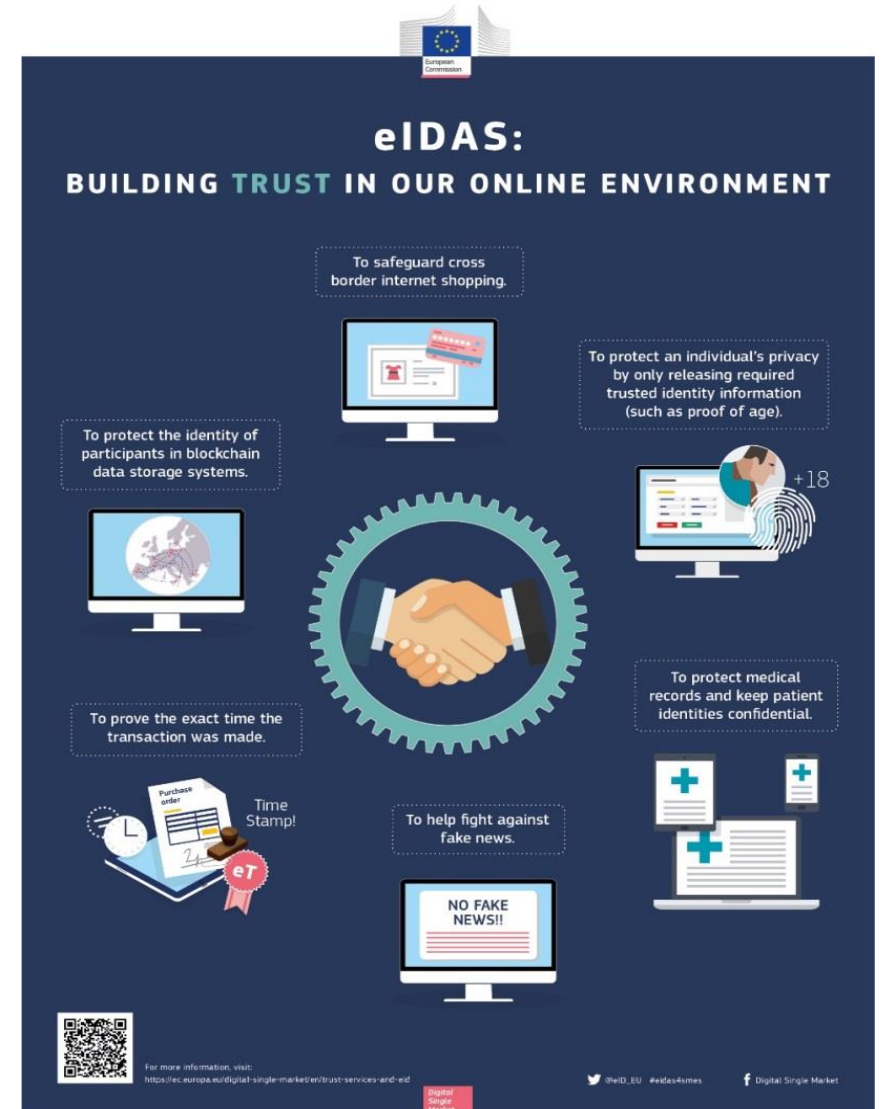 European
Commission
eIDAS:
BUILDING TRUST IN OUR ONLINE ENVIRONMENT
To safeguard cross
border internet shopping.
To protect an individual's privacy
by only releasing required
trusted identity information
(such as proof of age).
+18
To protect the identity of
participants in blockchain
data storage systems.
To protect medical
records and keep patient
identities confidential.
To prove the exact time the
transaction was made.
Purchase
order
Time
Stamp!
eT
To help fight against
fake news.
NO FAKE
NEWS!!
For more information, visit:
https://ec.europa.eu/digital-single-market/en/trust-services-and-eid
@eID_EU #eidas4smes
Digital Single Market
Digital
Single
Market